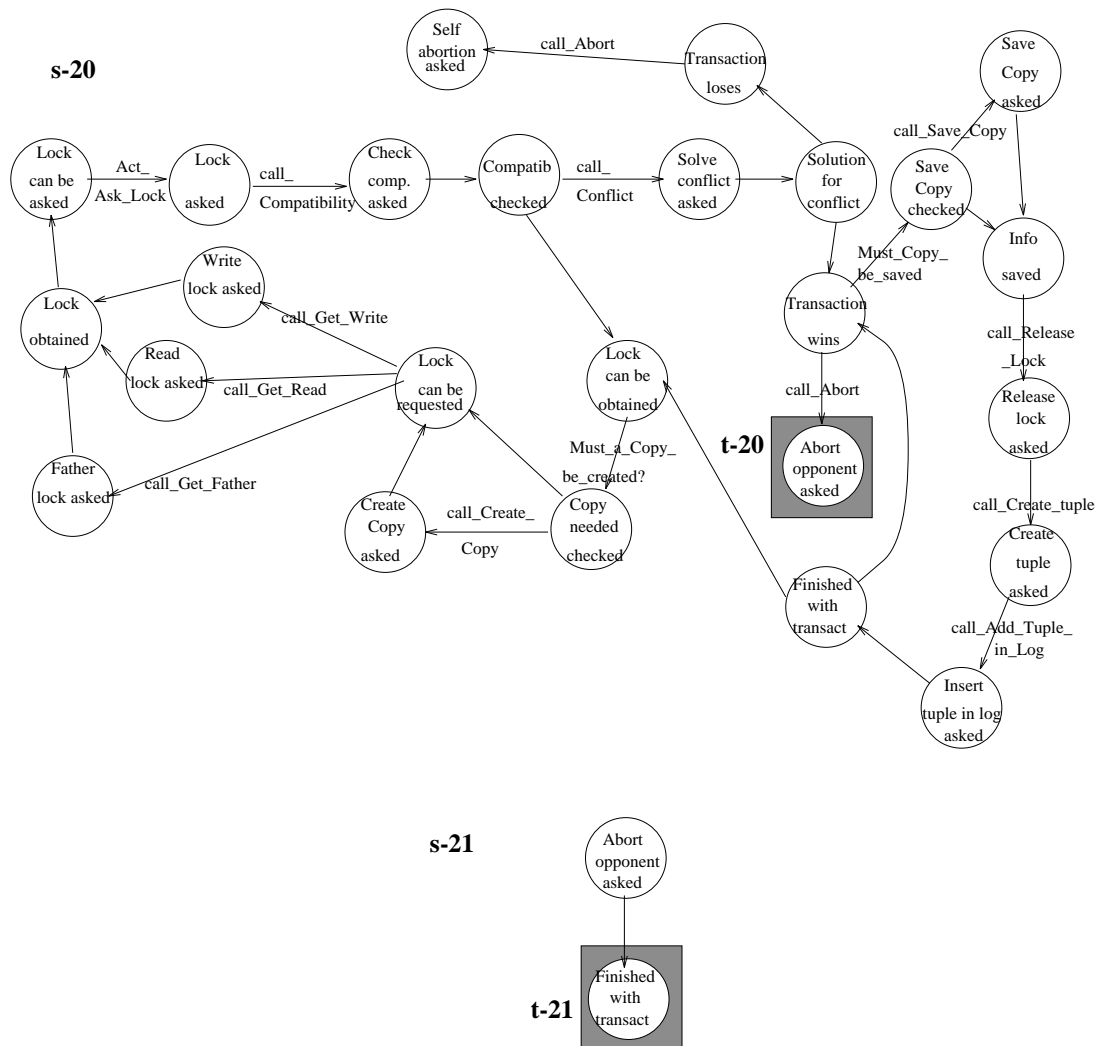 s-20
Self
abortion
asked
call_Abort
Transaction
loses
Save
Copy
asked
call_Save_Copy
Lock
can be
asked
Act_
Ask_Lock
Lock
asked
call_
Compatibility
Check
comp.
asked
Compatib
checked
call_
Conflict
Solve
conflict
asked
Solution
for
conflict
Save
Copy
checked
Must_Copy_
be_saved
Info
saved
Write
lock asked
Lock
obtained
call_Get_Write
Transaction
wins
Read
lock asked
call_Get_Read
Lock
can be
requested
Lock
can be
obtained
call_Abort
call_Release
_Lock
Release
lock
asked
t-20
Abort
opponent
asked
Father
lock asked
call_Get_Father
Must_a_Copy_
be_created?
Create
Copy
asked
call_Create_
Copy
Copy
needed
checked
call_Create_tuple
Create
tuple
asked
Finished
with
transact
call_Add_Tuple_
in_Log
Insert
tuple in log
asked
s-21
Abort
opponent
asked
t-21
Finished
with
transact